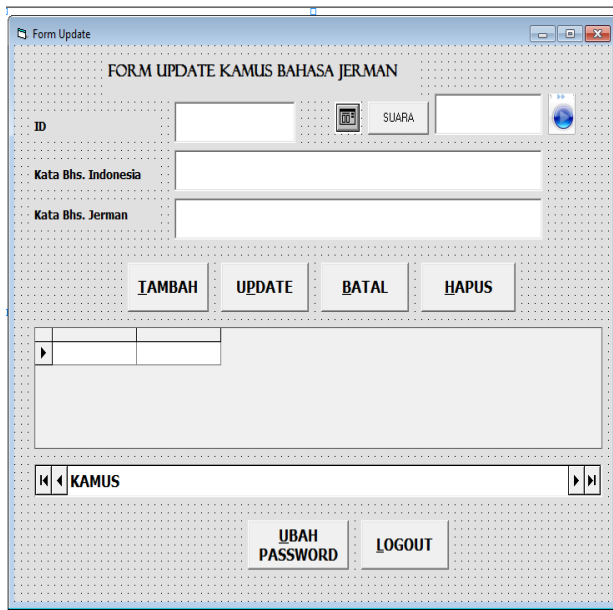 Form Update
FORM UPDATE KAMUS BAHASA JERMAN
ID
SUARA
Kata Bhs. Indonesia
Kata Bhs. Jerman
TAMBAH UPDATE BATAL HAPUS
KAMUS
UBAH
PASSWORD
LOGOUT